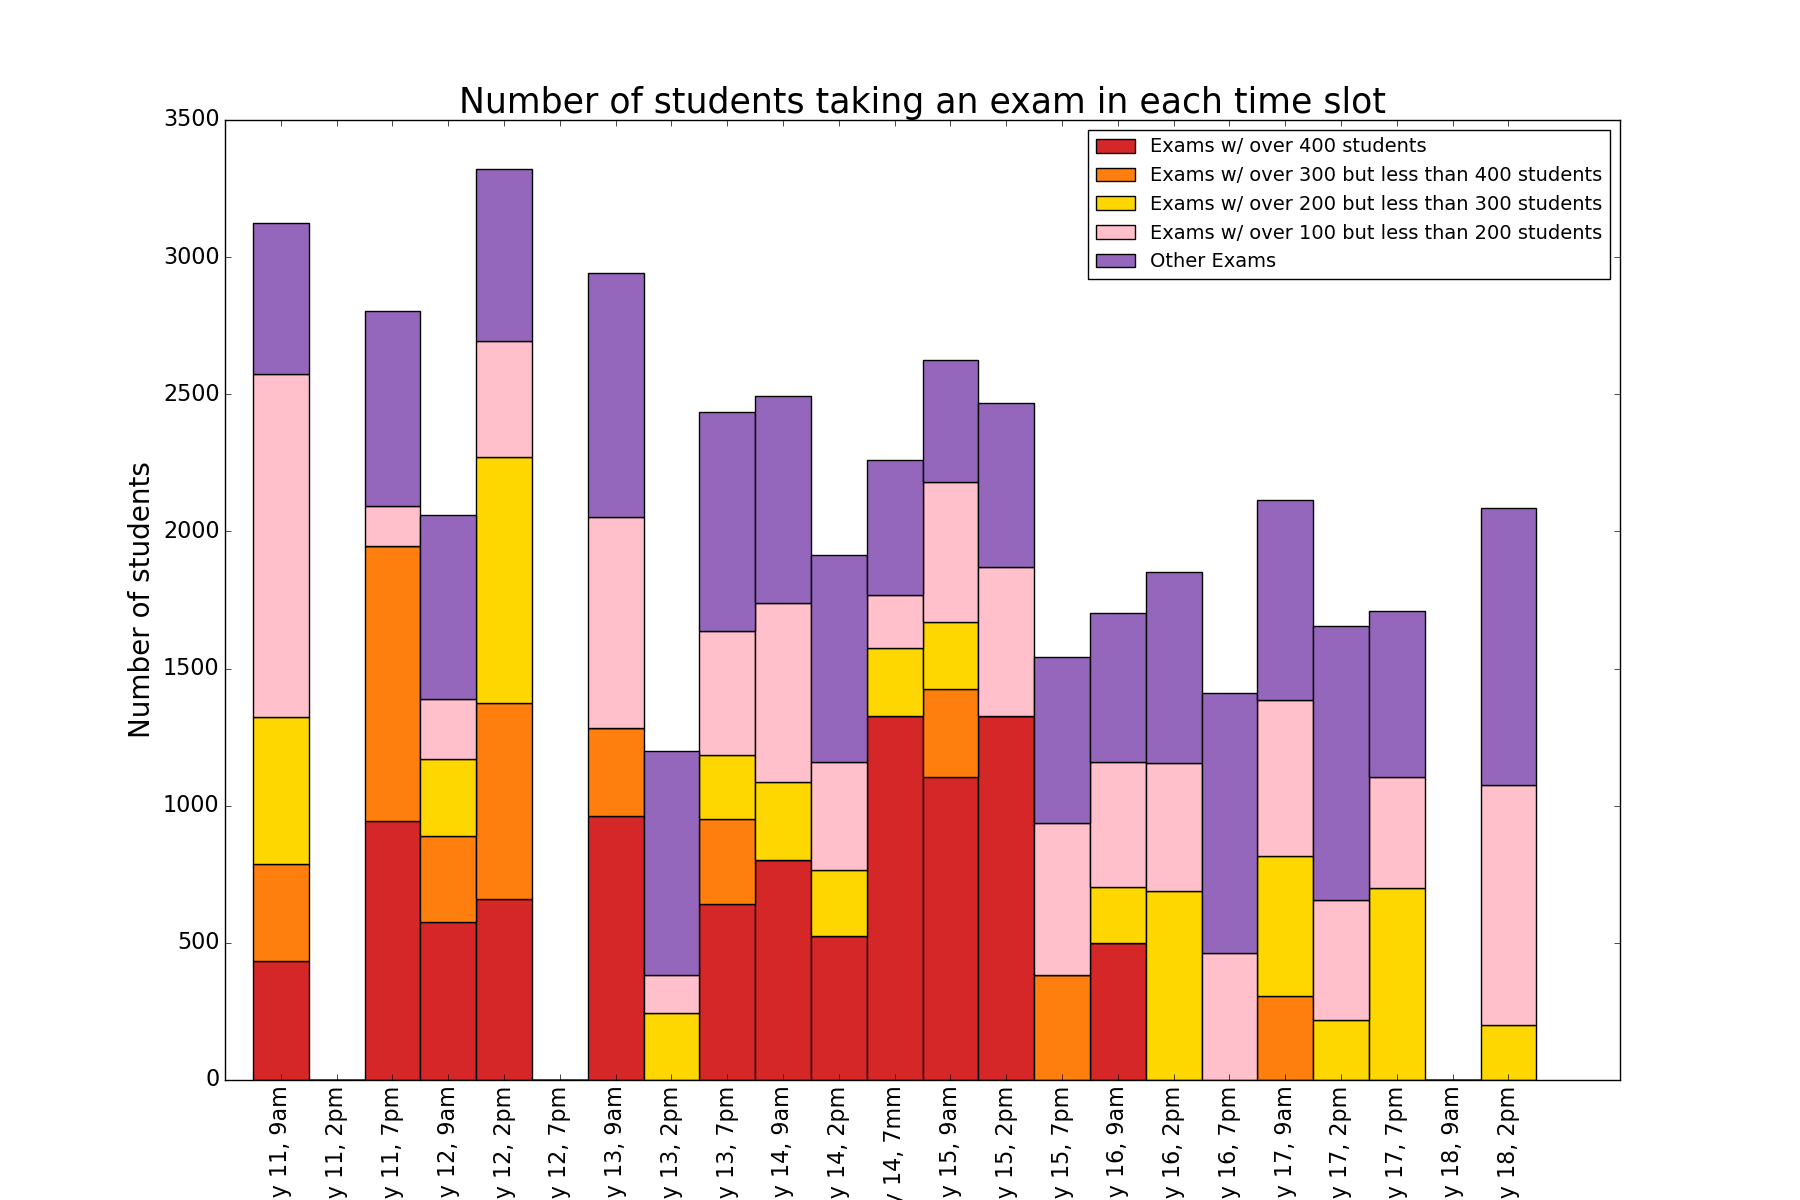 Number of students taking an exam in each time slot
Exams w/ over 400 students
Exams w/ over 300 but less than 400 students
Exams w/ over 200 but less than 300 students
Exams w/ over 100 but less than 200 students
Other Exams
Number of students
3500
3000
2500
2000
1500
1000
500
0
y 11, 9am
y 11, 2pm
y 11, 7pm
y 12, 9am
y 12, 2pm
y 12, 7pm
y 13, 9am
y 13, 2pm
y 13, 7pm
y 14, 9am
y 14, 2pm
y 14, 7mm
y 15, 9am
y 15, 2pm
y 15, 7pm
y 16, 9am
y 16, 2pm
y 16, 7pm
y 17, 9am
y 17, 2pm
y 17, 7pm
y 18, 9am
y 18, 2pm